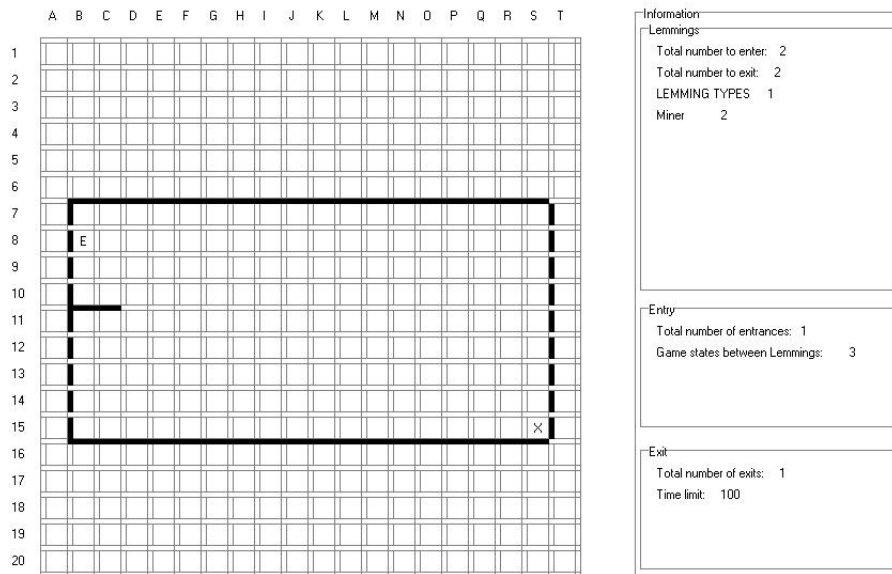 A B C D E F G H I J K L M N O P Q R S T
1
2
3
4
5
6
7
8 E
9
10
11
12
13
14
15 X
16
17
18
19
20
Information
Lemmings
Total number to enter: 2
Total number to exit: 2
LEMMING TYPES 1
Miner 2
Entry
Total number of entrances: 1
Game states between Lemmings: 3
Exit
Total number of exits: 1
Time limit: 100